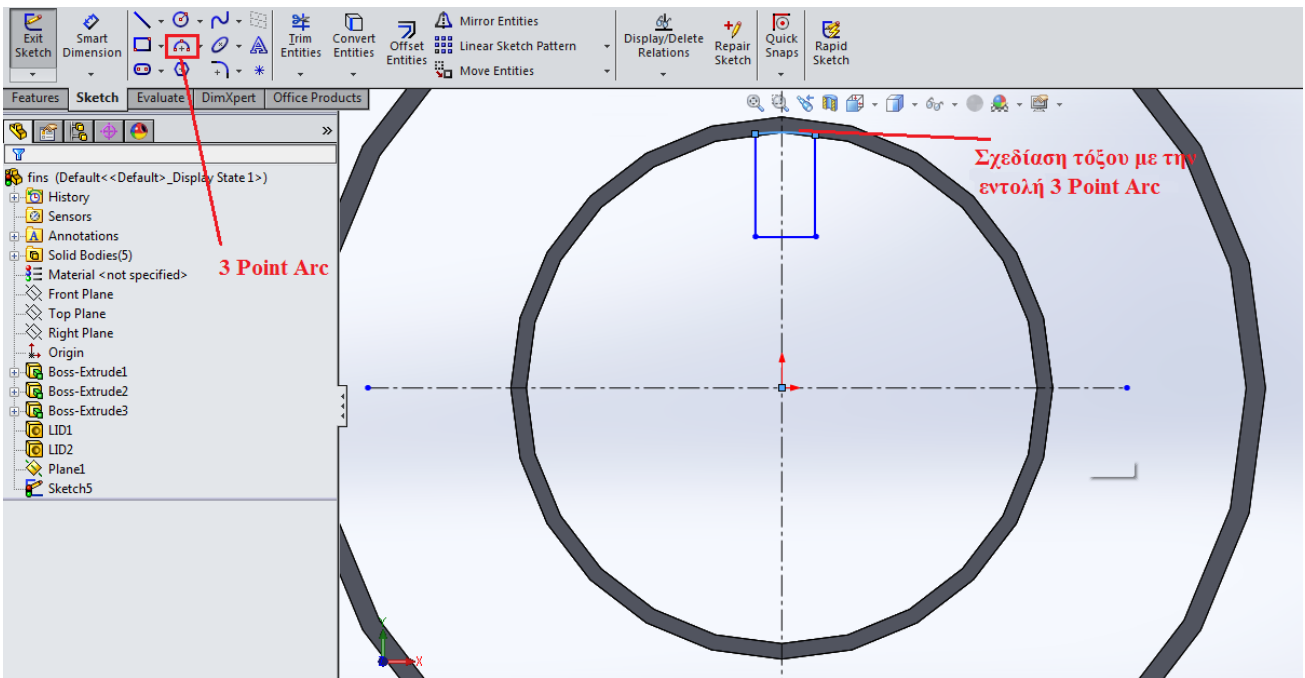 Exit
Sketch
Smart
Dimension
Trim
Entities
Convert
Entities
Offset
Entities
Mirror Entities
Linear Sketch Pattern
Move Entities
Display/Delete
Relations
Repair
Sketch
Quick
Snaps
Rapid
Sketch
Features
Sketch
Evaluate
DimXpert
Office Products
»
fins (Default<<Default>_Display State 1>)
History
Sensors
Annotations
Solid Bodies(5)
Material <not specified>
Front Plane
Top Plane
Right Plane
Origin
Boss-Extrude1
Boss-Extrude2
Boss-Extrude3
LID1
LID2
Plane1
Sketch5
3 Point Arc
Σχεδίαση τόξου με την
εντολή 3 Point Arc
Y
X